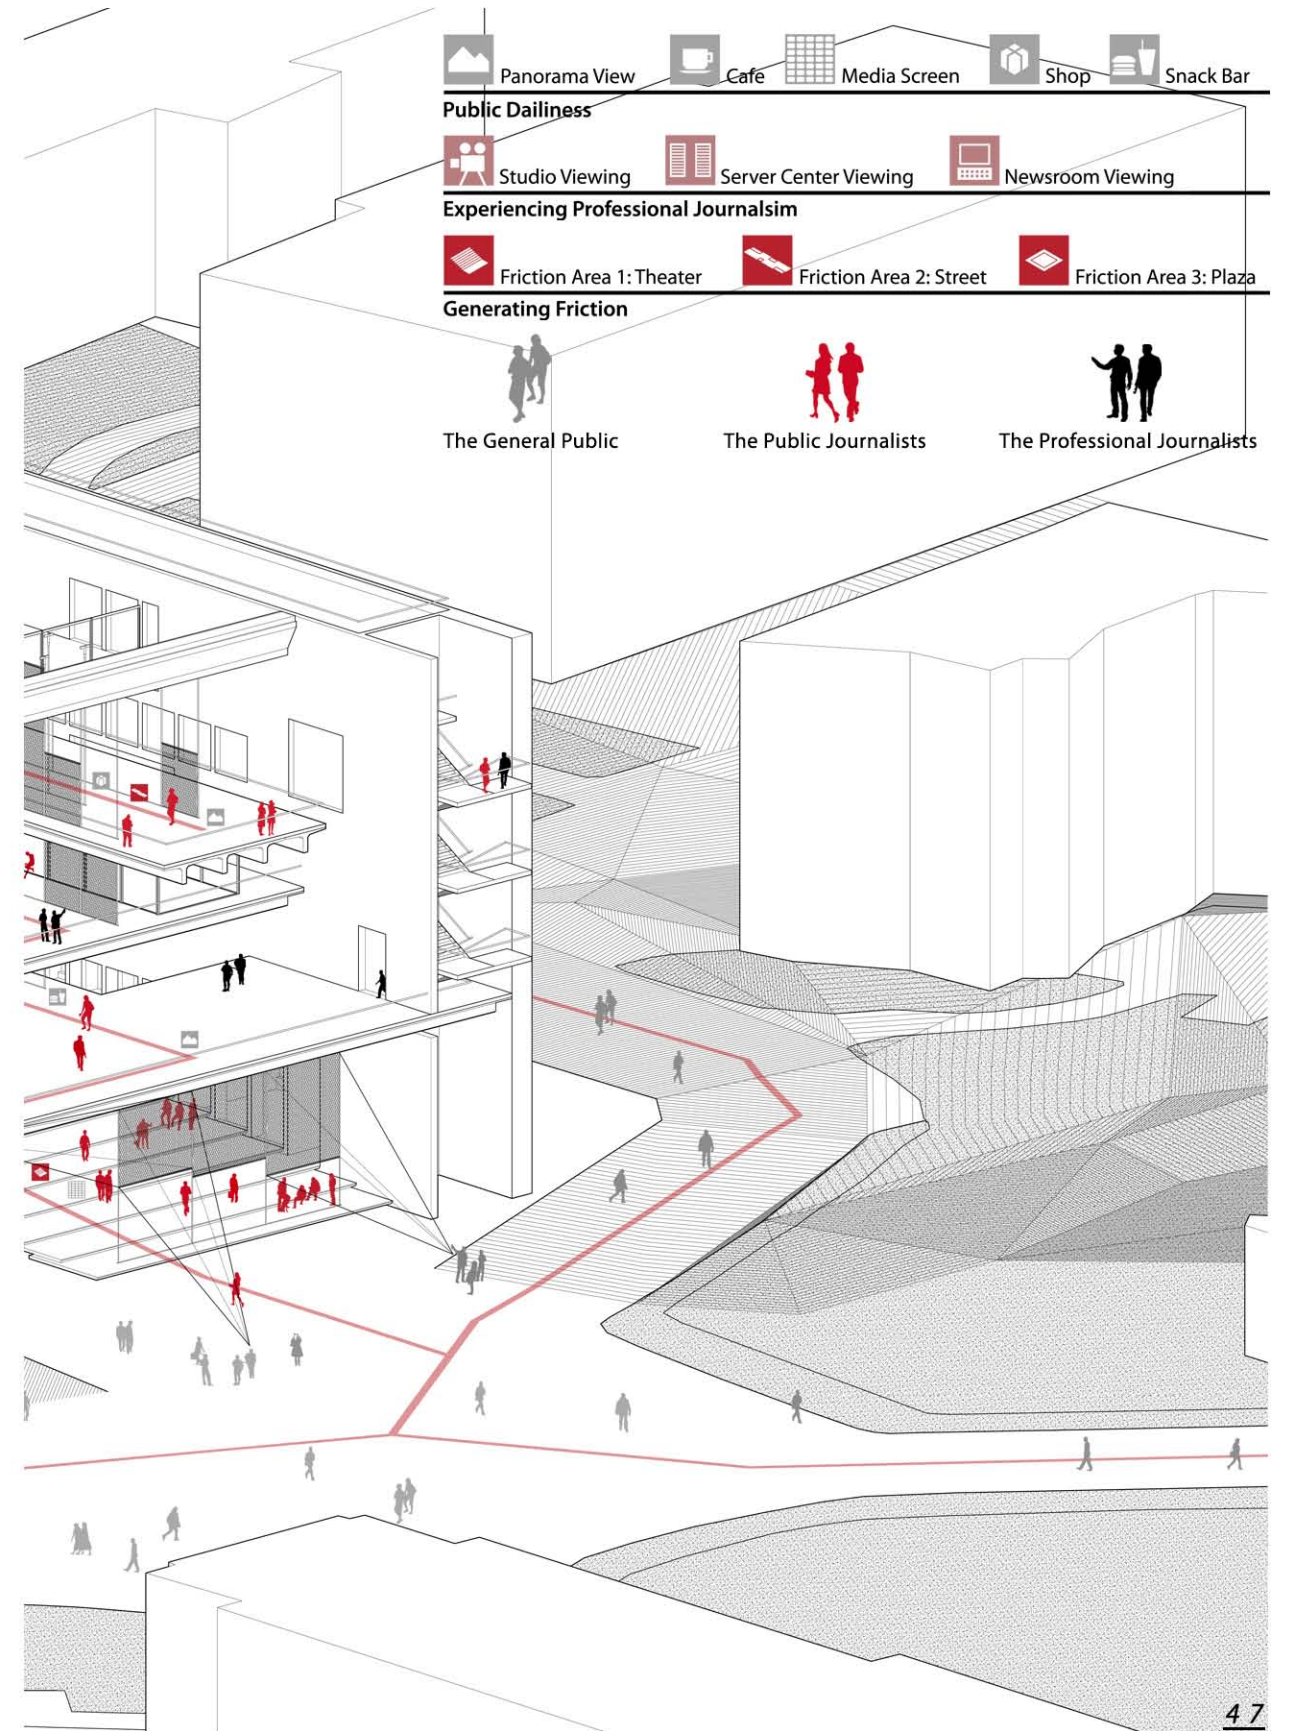 Panorama View Cafe Media Screen Shop Snack Bar
Public Dailiness
Studio Viewing Server Center Viewing Newsroom Viewing
Experiencing Professional Journalsim
Friction Area 1: Theater Friction Area 2: Street Friction Area 3: Plaza
Generating Friction
The General Public The Public Journalists The Professional Journalists
4 7